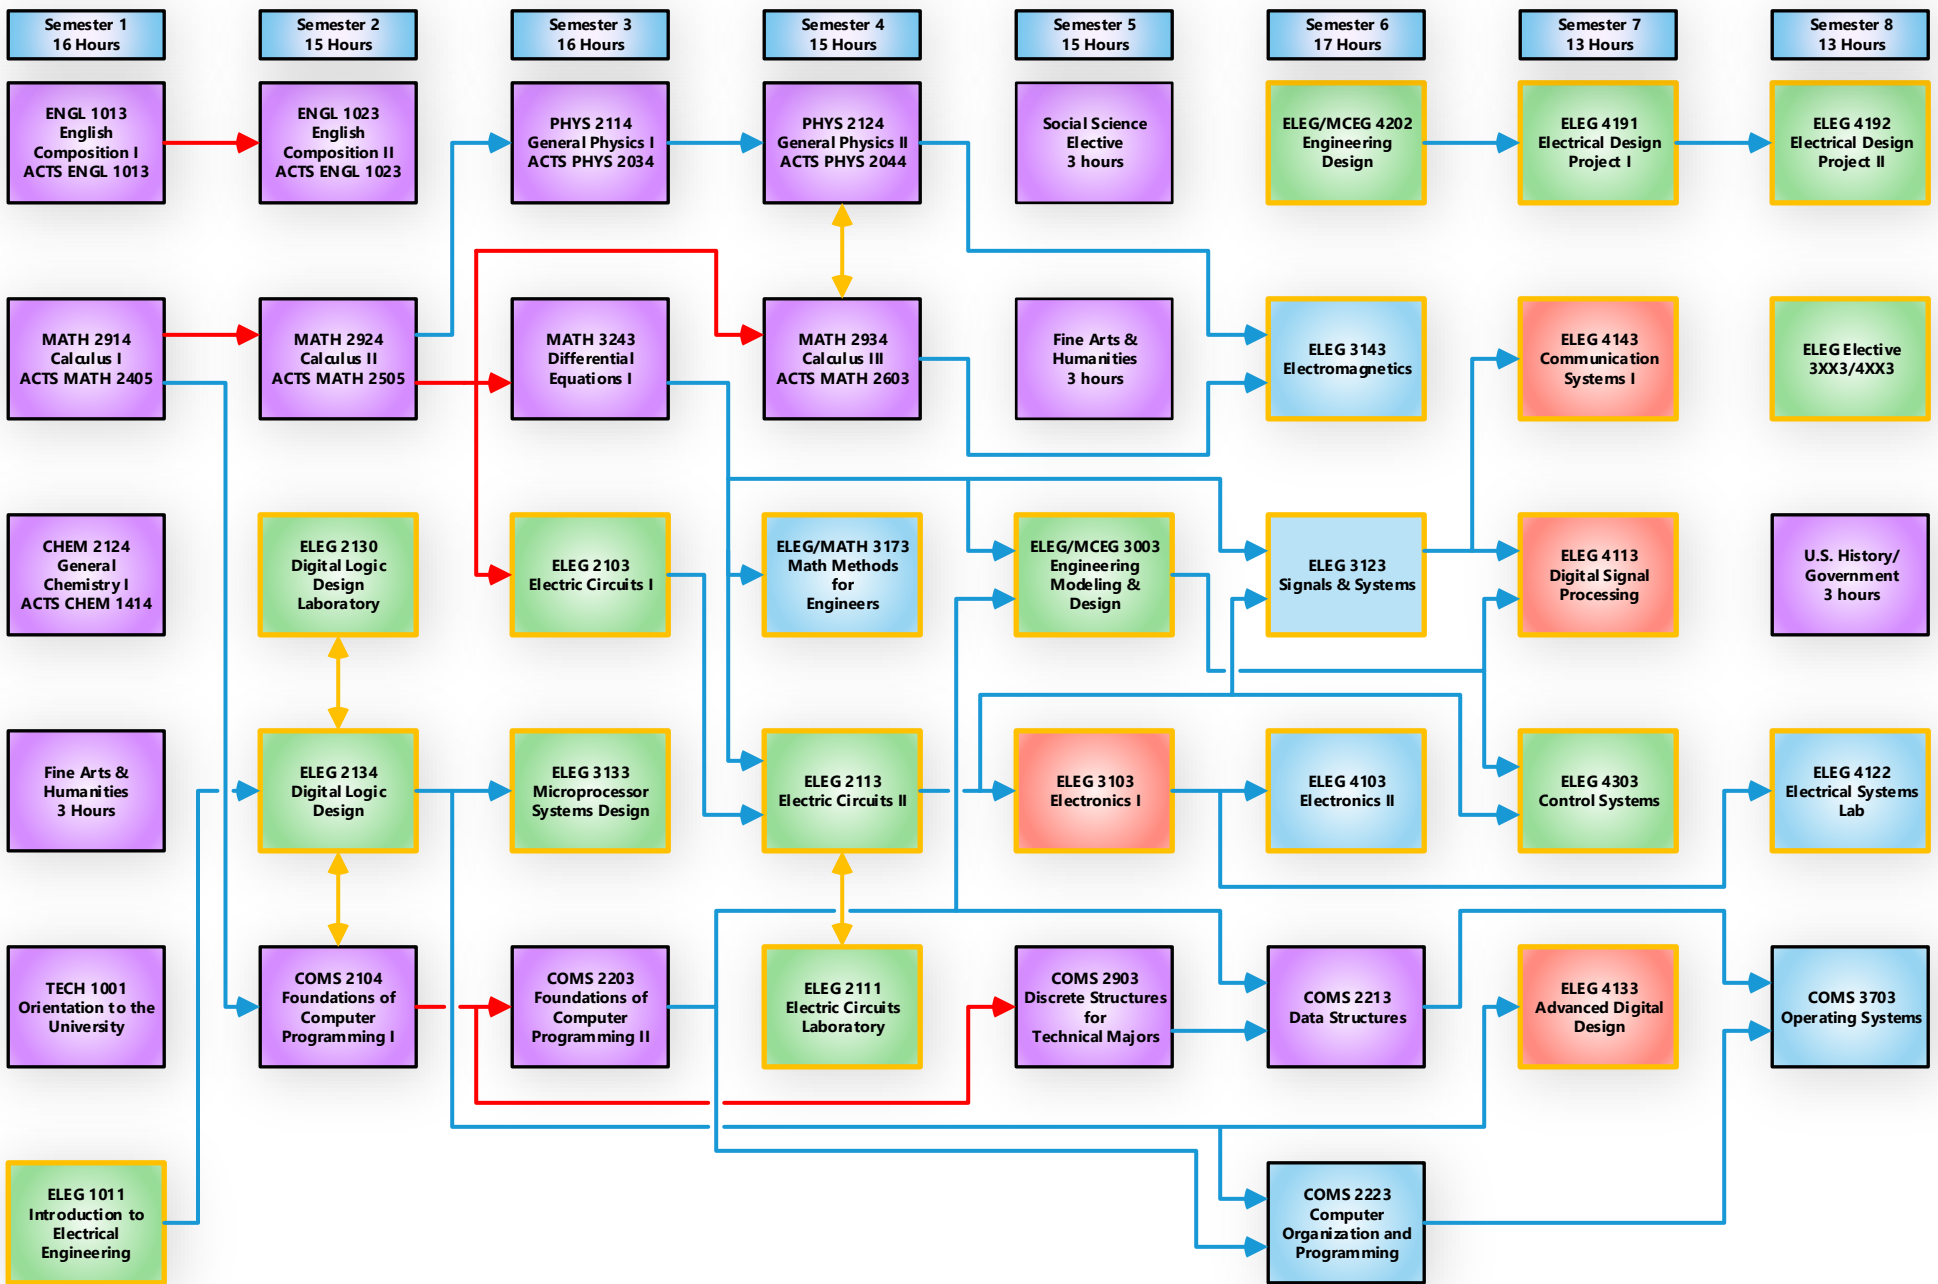 Semester 1
16 Hours
Semester 2
15 Hours
Semester 3
16 Hours
Semester 4
15 Hours
Semester 5
15 Hours
Semester 6
17 Hours
Semester 7
13 Hours
Semester 8
13 Hours
ENGL 1013
English
Composition I
ACTS ENGL 1013
ENGL 1023
English
Composition II
ACTS ENGL 1023
PHYS 2114
General Physics I
ACTS PHYS 2034
PHYS 2124
General Physics II
ACTS PHYS 2044
Social Science
Elective
3 hours
ELEG/MCEG 4202
Engineering
Design
ELEG 4191
Electrical Design
Project I
ELEG 4192
Electrical Design
Project II
MATH 2914
Calculus I
ACTS MATH 2405
MATH 2924
Calculus II
ACTS MATH 2505
MATH 3243
Differential
Equations I
MATH 2934
Calculus III
ACTS MATH 2603
Fine Arts &
Humanities
3 hours
ELEG 3143
Electromagnetics
ELEG 4143
Communication
Systems I
ELEG Elective
3XX3/4XX3
CHEM 2124
General
Chemistry I
ACTS CHEM 1414
ELEG 2130
Digital Logic
Design
Laboratory
ELEG 2103
Electric Circuits I
ELEG/MATH 3173
Math Methods
for
Engineers
ELEG/MCEG 3003
Engineering
Modeling &
Design
ELEG 3123
Signals & Systems
ELEG 4113
Digital Signal
Processing
U.S. History/
Government
3 hours
Fine Arts &
Humanities
3 Hours
ELEG 2134
Digital Logic
Design
ELEG 3133
Microprocessor
Systems Design
ELEG 2113
Electric Circuits II
ELEG 3103
Electronics I
ELEG 4103
Electronics II
ELEG 4303
Control Systems
ELEG 4122
Electrical Systems
Lab
TECH 1001
Orientation to the
University
COMS 2104
Foundations of
Computer
Programming I
COMS 2203
Foundations of
Computer
Programming II
ELEG 2111
Electric Circuits
Laboratory
COMS 2903
Discrete Structures
for
Technical Majors
COMS 2213
Data Structures
ELEG 4133
Advanced Digital
Design
COMS 3703
Operating Systems
ELEG 1011
Introduction to
Electrical
Engineering
COMS 2223
Computer
Organization and
Programming